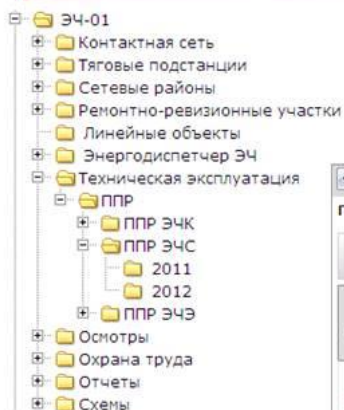 ЭЧ-01
Контактная сеть
Тяговые подстанции
Сетевые районы
Ремонтно-ревизионные участки
Линейные объекты
Энергодиспетчер ЭЧ
Техническая эксплуатация
ППР
ППР ЭЧК
ППР ЭЧС
2011
2012
ППР ЭЧЭ
Осмотры
Охрана труда
Отчеты
Схемы